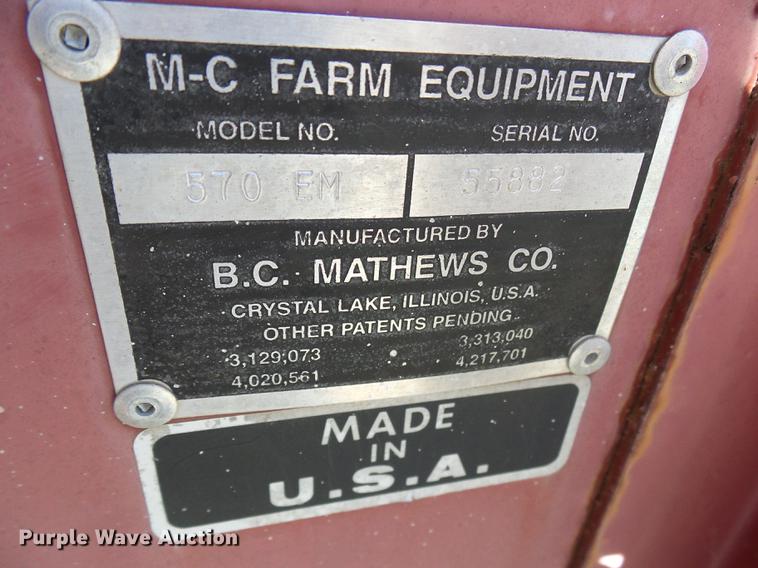 M-C FARM EQUIPMENT
MODEL NO. SERIAL NO.
570 EM 55882
MANUFACTURED BY
B.C. MATHEWS CO.
CRYSTAL LAKE, ILLINOIS, U.S.A.
OTHER PATENTS PENDING.
3,129,073 3,313,040
4,020,561 4,217,701
MADE
IN
U.S.A.
Purple Wave Auction